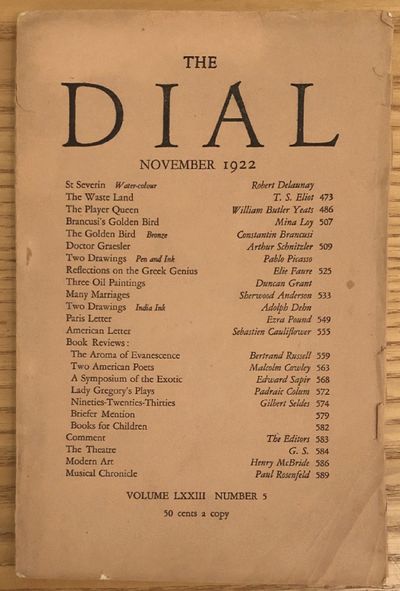 THE
DIAL
NOVEMBER 1922
St Severin Water-colour Robert Delaunay
The Waste Land T. S. Eliot 473
The Player Queen William Butler Yeats 486
Brancusi's Golden Bird Mina Loy 507
The Golden Bird Bronze Constantin Brancusi
Doctor Graesler Arthur Schnitzler 509
Two Drawings Pen and Ink Pablo Picasso
Reflections on the Greek Genius Elie Faure 525
Three Oil Paintings Duncan Grant
Many Marriages Sherwood Anderson 533
Two Drawings India Ink Adolph Dehn
Paris Letter Ezra Pound 549
American Letter Sebastien Cauliflower 555
Book Reviews:
The Aroma of Evanescence Bertrand Russell 559
Two American Poets Malcolm Cowley 563
A Symposium of the Exotic Edward Sapir 568
Lady Gregory's Plays Padraic Colum 572
Nineties-Twenties-Thirties Gilbert Seldes 574
Briefer Mention 579
Books for Children 582
Comment The Editors 583
The Theatre G. S. 584
Modern Art Henry McBride 586
Musical Chronicle Paul Rosenfeld 589
VOLUME LXXIII NUMBER 5
50 cents a copy